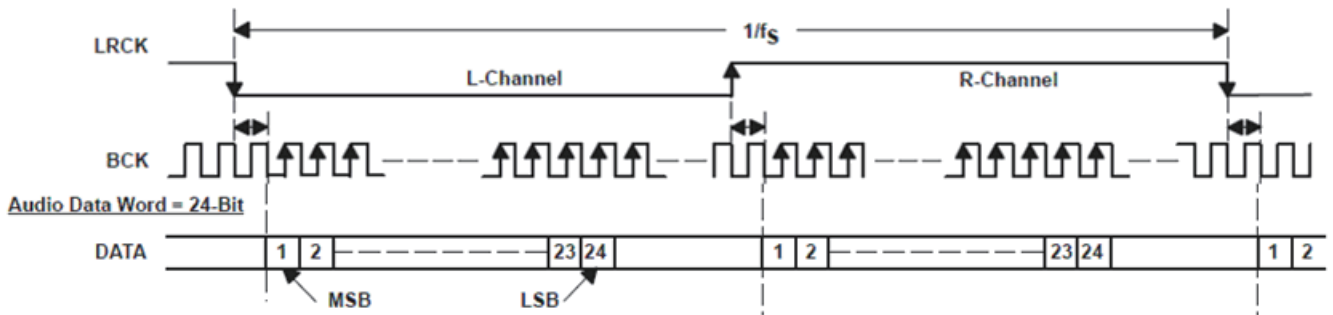 1/fS
LRCK
L-Channel
R-Channel
BCK
Audio Data Word = 24-Bit
DATA 1 2 23 24 1 2 23 24 1 2
MSB LSB